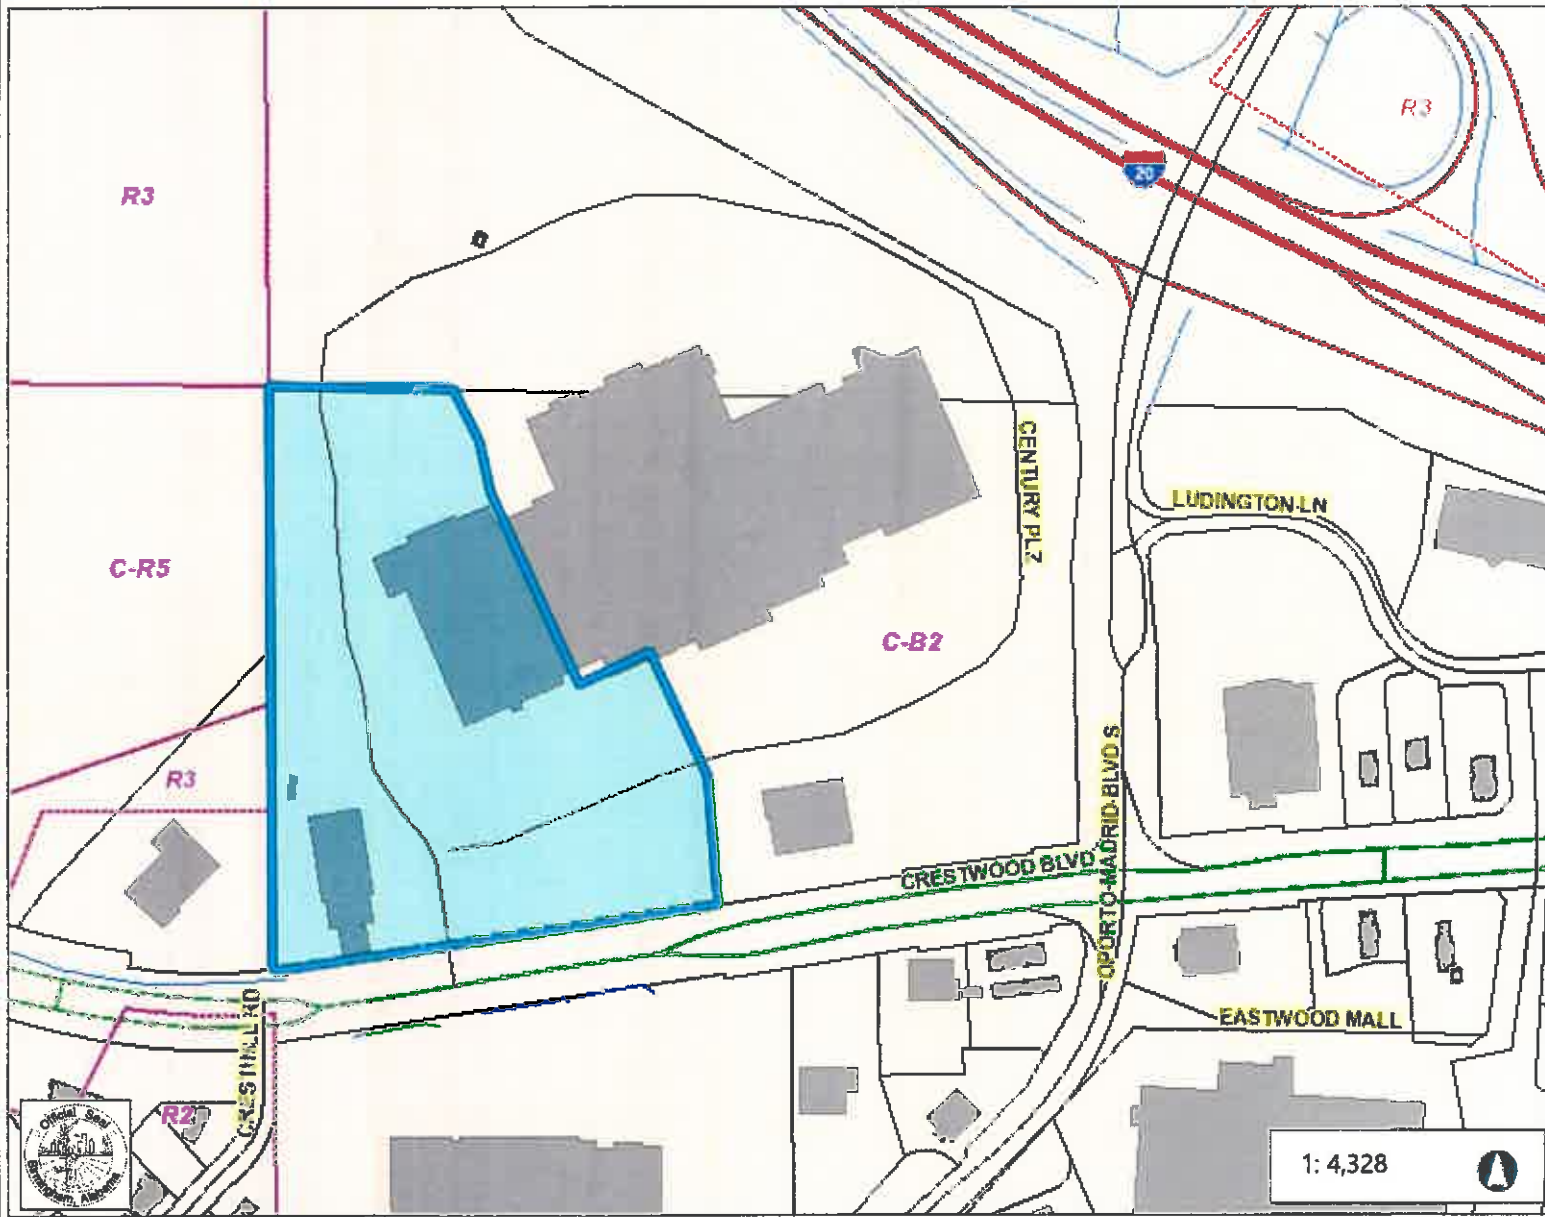 R3
20
R3
CENTURY PLZ
LUDINGTON LN
C-R5
C-B2
R3
OPORTO-MADRID-BLVD S
CRESTWOOD BLVD
CRESTHILL RD
EASTWOOD MALL
R2
Official Seal
Birmingham, Alabama
1: 4,328